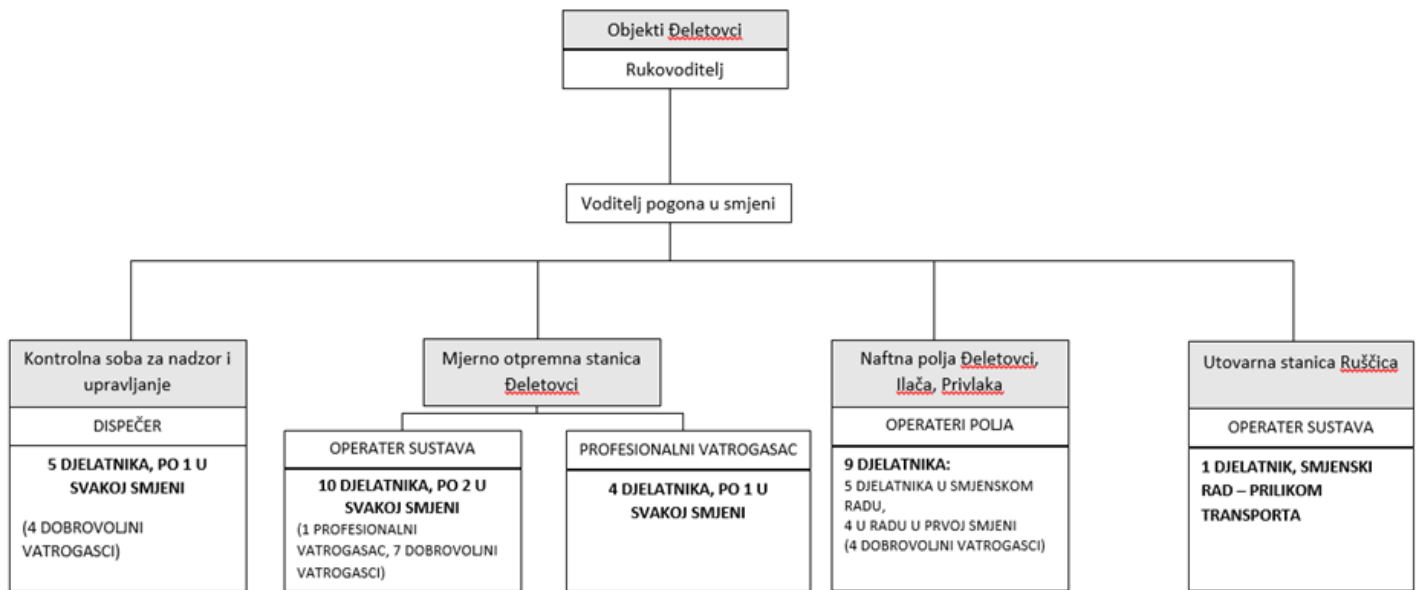 Objekti Đeletovci
Rukovoditelj
Voditelj pogona u smjeni
Kontrolna soba za nadzor i
upravljanje
DISPEČER
5 DJELATNIKA, PO 1 U
SVAKOJ SMJENI
(4 DOBROVOLJNI
VATROGASCI)
Mjerno otpremna stanica
Đeletovci
OPERATER SUSTAVA
10 DJELATNIKA, PO 2 U
SVAKOJ SMJENI
(1 PROFESIONALNI
VATROGASAC, 7 DOBROVOLJNI
VATROGASCI)
PROFESIONALNI VATROGASAC
4 DJELATNIKA, PO 1 U
SVAKOJ SMJENI
Naftna polja Đeletovci,
Ilača, Privlaka
OPERATERI POLJA
9 DJELATNIKA:
5 DJELATNIKA U SMJENSKOM
RADU,
4 U RADU U PRVOJ SMJENI
(4 DOBROVOLJNI VATROGASCI)
Utovarna stanica Ruščica
OPERATER SUSTAVA
1 DJELATNIK, SMJENSKI
RAD – PRILIKOM
TRANSPORTA